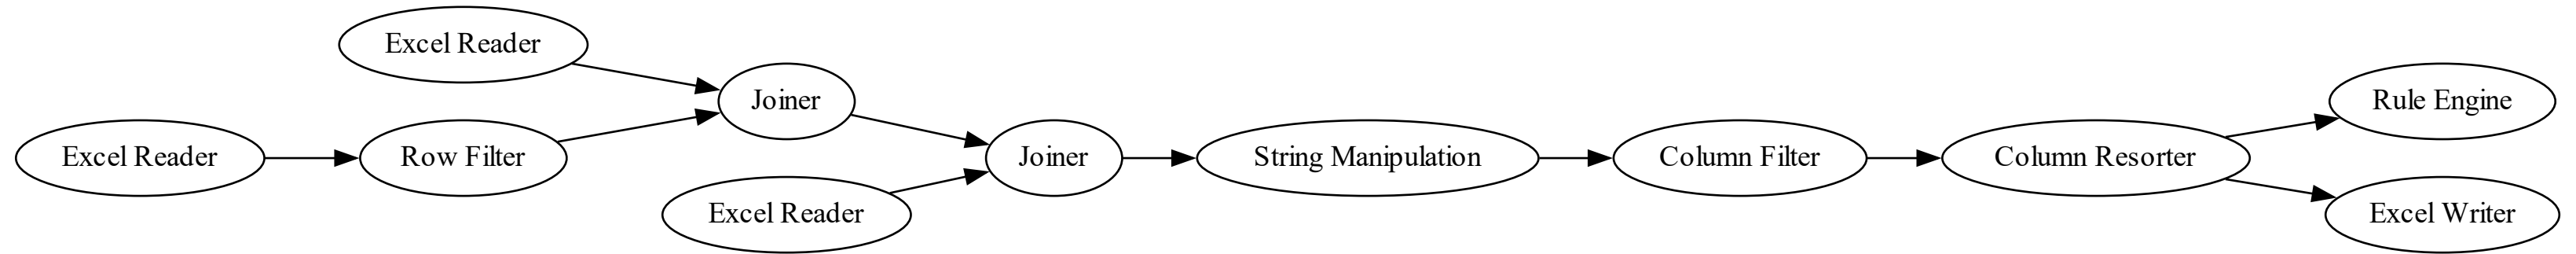 Excel Reader
Excel Reader
Row Filter
Joiner
Excel Reader
Joiner
String Manipulation
Column Filter
Column Resorter
Rule Engine
Excel Writer